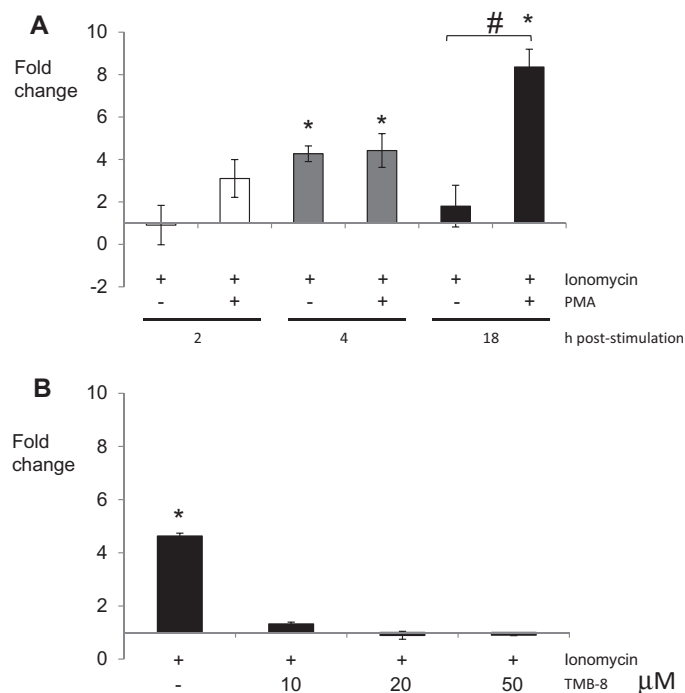 A
Fold
change
10
8
6
4
2
0
-2
* * # *
+ + + + + + Ionomycin
- + - + - + PMA
2 4 18 h post-stimulation
B
Fold
change
10
8
6
4
2
0
*
+ + + + Ionomycin
- 10 20 50 TMB-8 μM